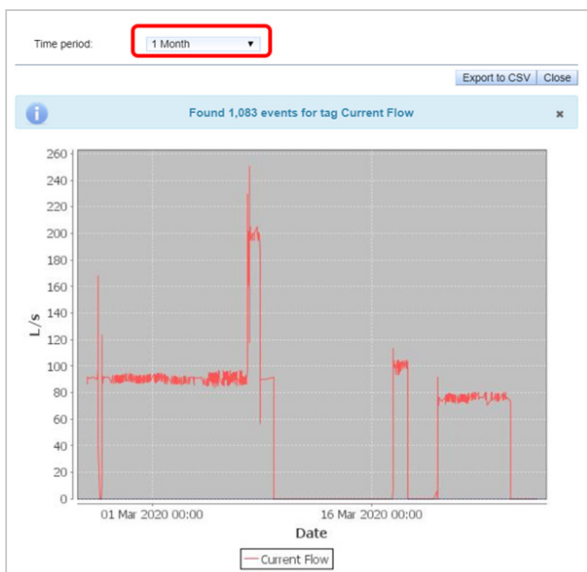 Time period: 1 Month
Export to CSV Close
Found 1,083 events for tag Current Flow
260
240
220
200
180
160
140
120
100
80
60
40
20
0
L/s
01 Mar 2020 00:00 16 Mar 2020 00:00
Date
Current Flow